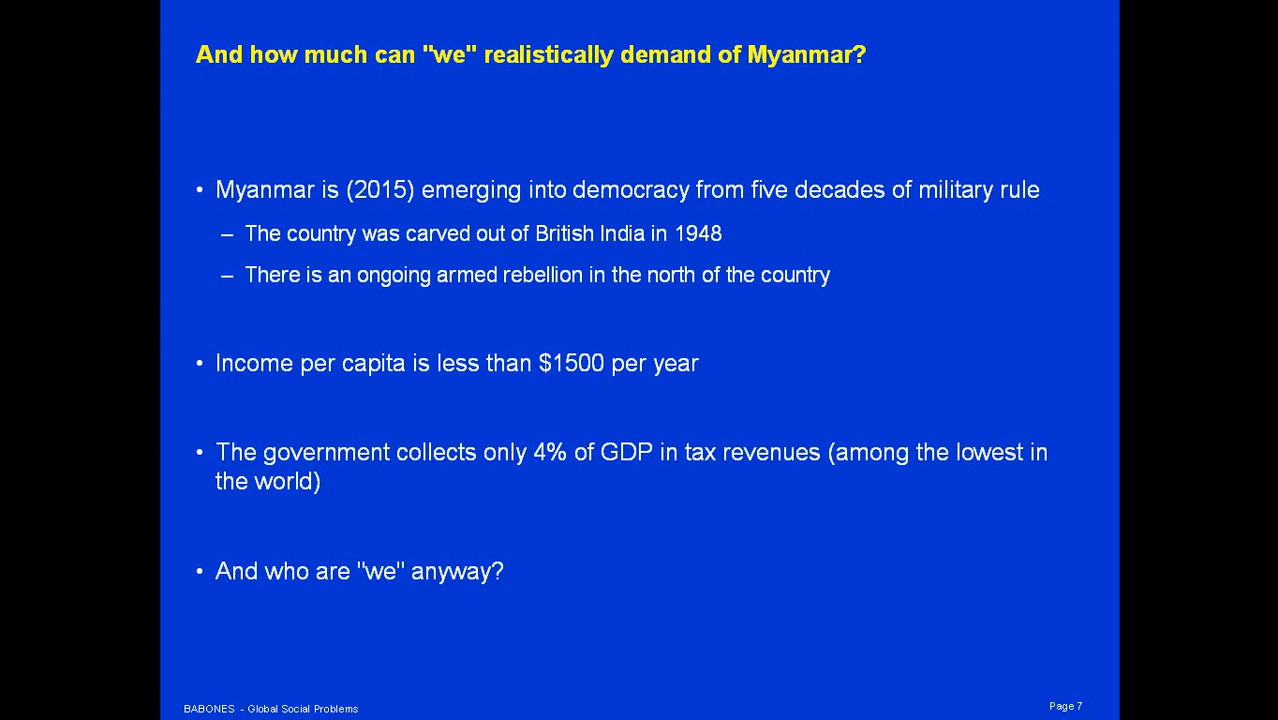 And how much can "we" realistically demand of Myanmar?
• Myanmar is (2015) emerging into democracy from five decades of military rule
– The country was carved out of British India in 1948
– There is an ongoing armed rebellion in the north of the country
• Income per capita is less than $1500 per year
• The government collects only 4% of GDP in tax revenues (among the lowest in
the world)
• And who are "we" anyway?
BABONES - Global Social Problems
Page 7